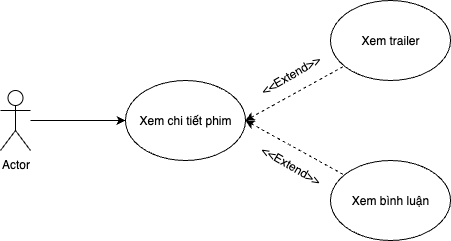 Xem trailer
<<Extend>>
Xem chi tiết phim
Actor
<<Extend>>
Xem bình luận